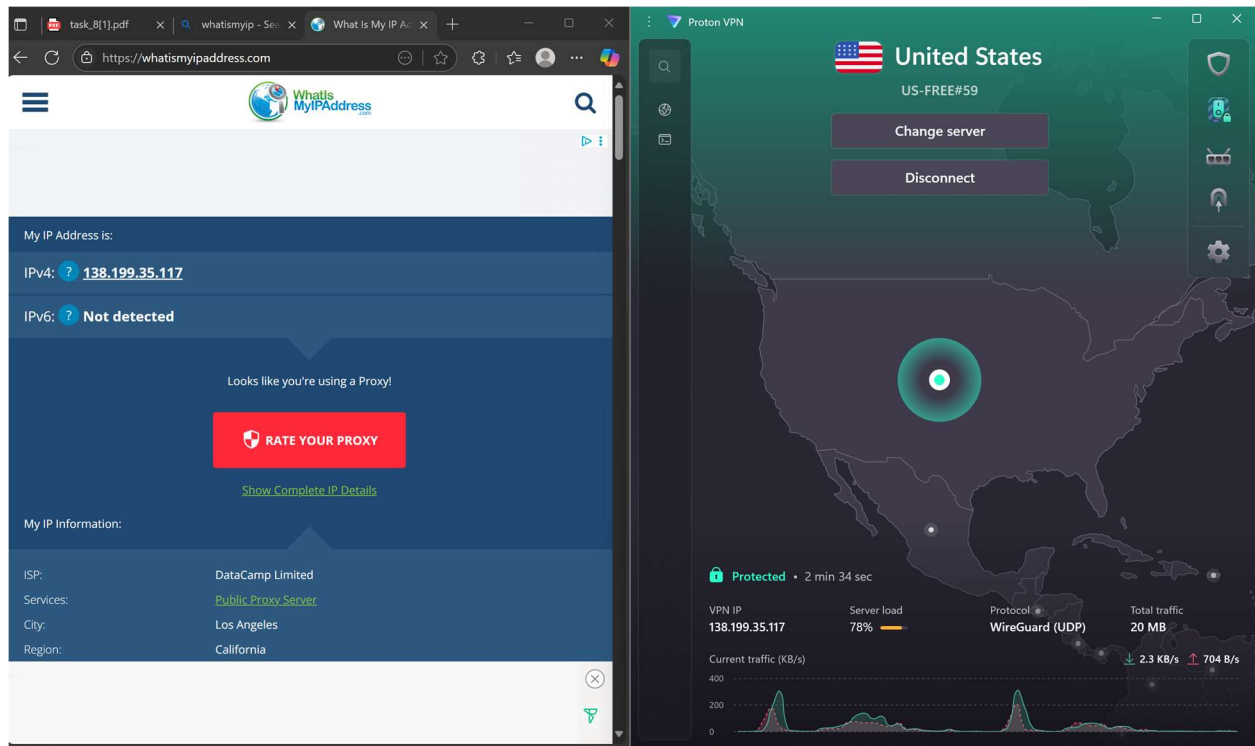 task_8[1].pdf
whatismyip - Sea
What Is My IP Ad
https://whatismyipaddress.com
WhatIs
MyIPAddress
.com
My IP Address is:
IPv4: ? 138.199.35.117
IPv6: ? Not detected
Looks like you're using a Proxy!
RATE YOUR PROXY
Show Complete IP Details
My IP Information:
ISP: DataCamp Limited
Services: Public Proxy Server
City: Los Angeles
Region: California
Proton VPN
United States
US-FREE#59
Change server
Disconnect
Protected • 2 min 34 sec
VPN IP Server load Protocol Total traffic
138.199.35.117 78% WireGuard (UDP) 20 MB
Current traffic (KB/s) 2.3 KB/s 704 B/s
400
200
0